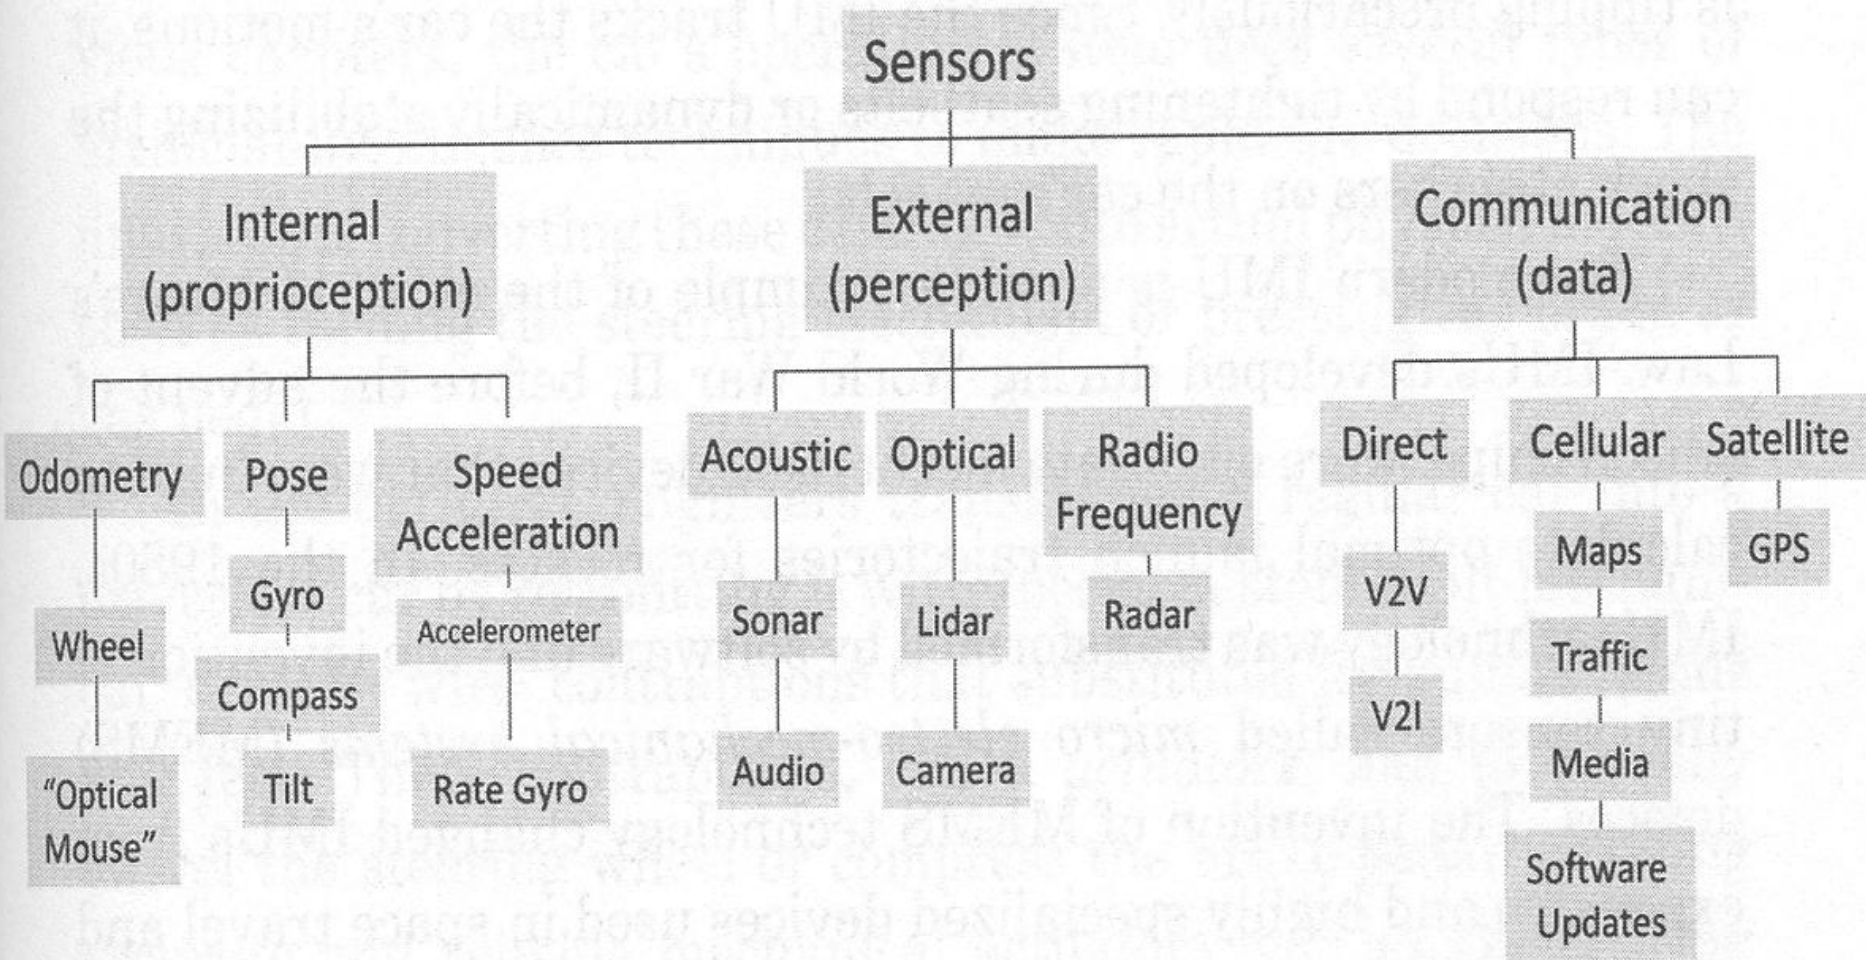 Sensors
Internal
(proprioception)
External
(perception)
Communication
(data)
Odometry
Wheel
"Optical
Mouse"
Pose
Gyro
Compass
Tilt
Speed
Acceleration
Accelerometer
Rate Gyro
Acoustic
Sonar
Audio
Optical
Lidar
Camera
Radio
Frequency
Radar
Direct
V2V
V2I
Cellular
Maps
Traffic
Media
Software
Updates
Satellite
GPS